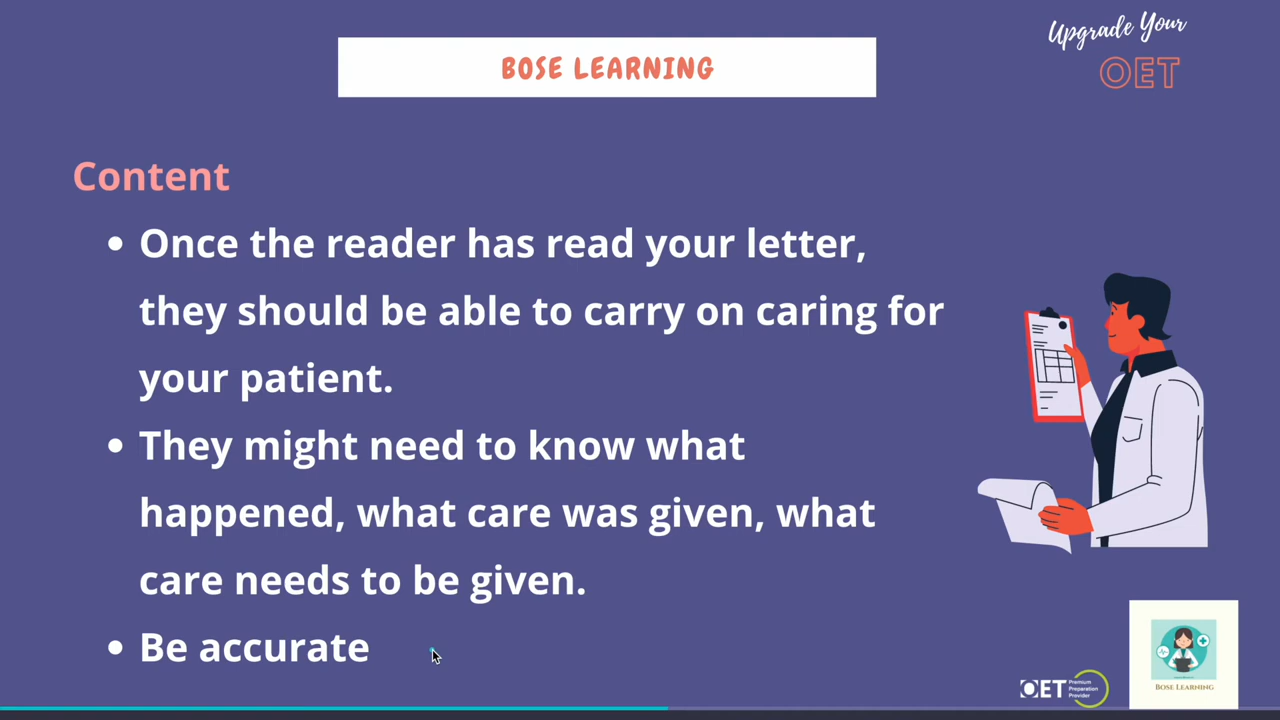 Upgrade Your
OET
BOSE LEARNING
Content
• Once the reader has read your letter,
they should be able to carry on caring for
your patient.
• They might need to know what
happened, what care was given, what
care needs to be given.
• Be accurate
OET Premium
Preparation
Provider
BOSE LEARNING